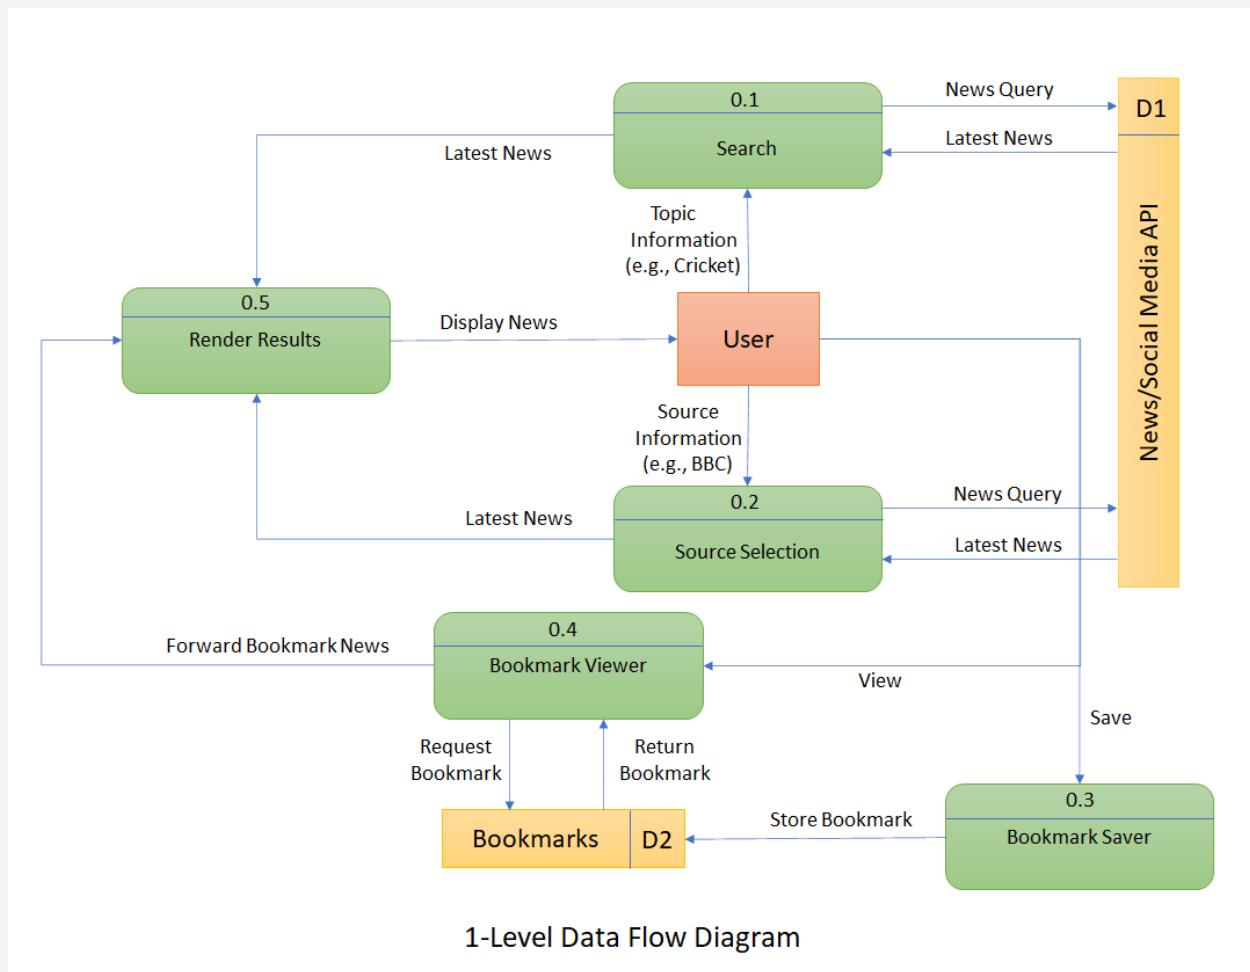 0.1
Search
News Query
D1
Latest News
Latest News
News/Social Media API
Topic
Information
(e.g., Cricket)
0.5
Render Results
Display News
User
Source
Information
(e.g., BBC)
0.2
Source Selection
News Query
Latest News
Latest News
0.4
Bookmark Viewer
Forward Bookmark News
View
Save
Request
Bookmark
Return
Bookmark
0.3
Bookmark Saver
Store Bookmark
Bookmarks
D2
1-Level Data Flow Diagram